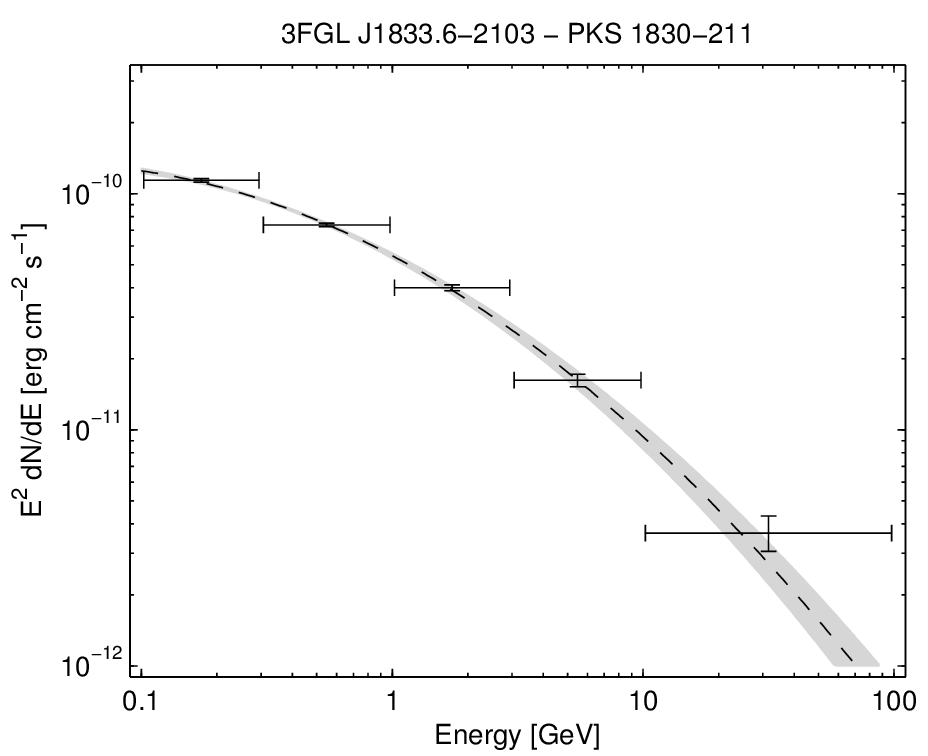 3FGL J1833.6−2103 − PKS 1830−211
E² dN/dE [erg cm⁻² s⁻¹]
10⁻¹⁰
10⁻¹¹
10⁻¹²
0.1 1 10 100
Energy [GeV]